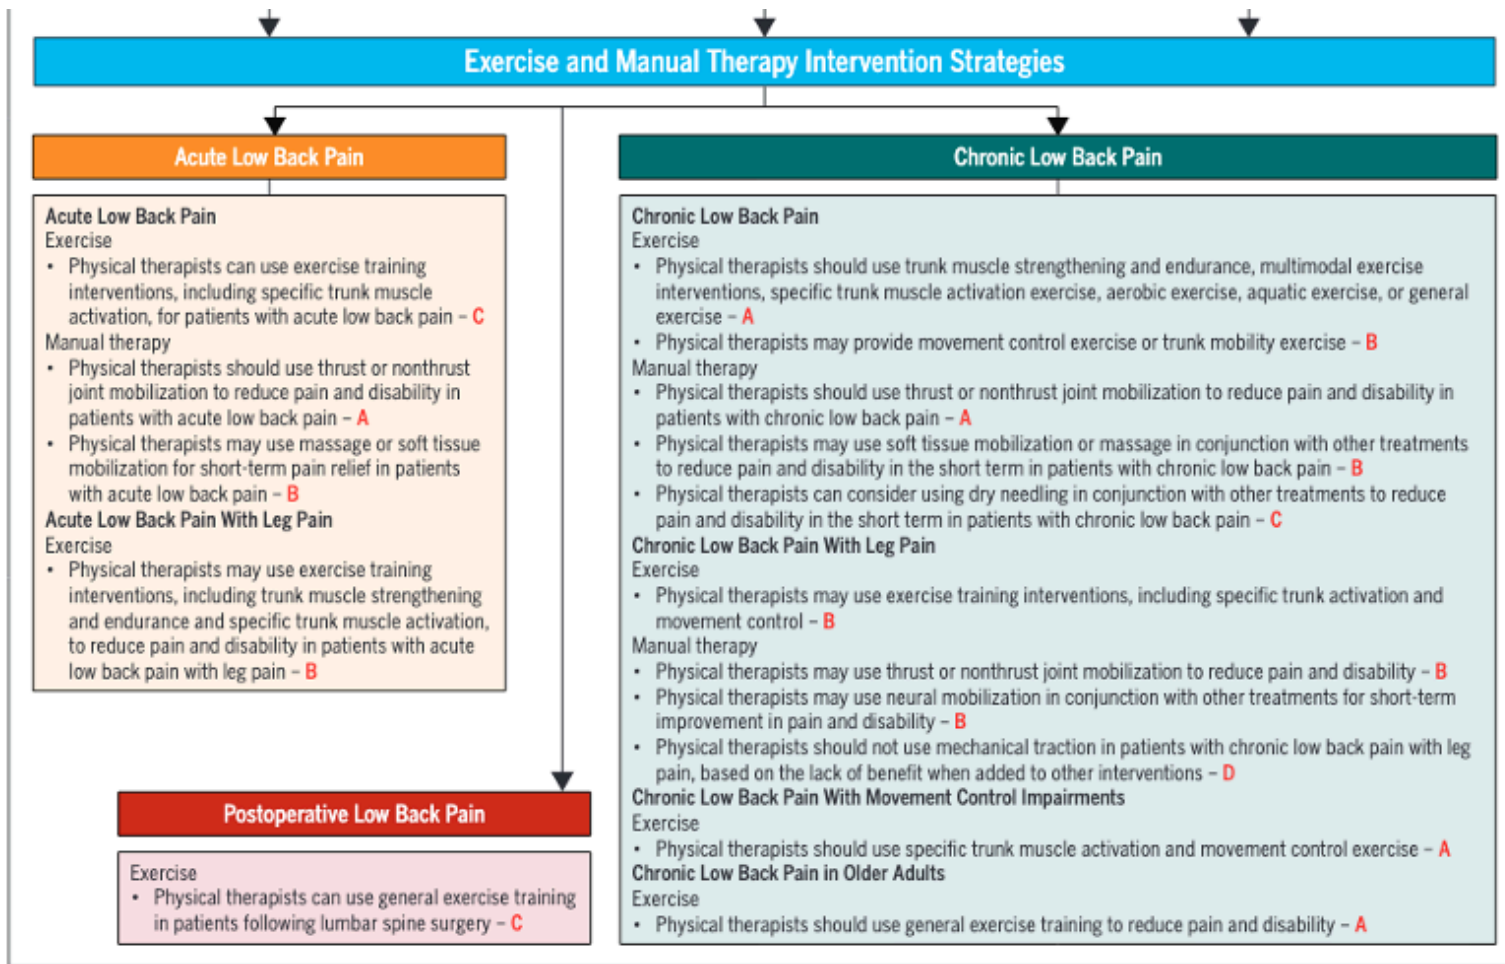 Exercise and Manual Therapy Intervention Strategies
Acute Low Back Pain
Acute Low Back Pain
Exercise
• Physical therapists can use exercise training
interventions, including specific trunk muscle
activation, for patients with acute low back pain – C
Manual therapy
• Physical therapists should use thrust or nonthrust
joint mobilization to reduce pain and disability in
patients with acute low back pain – A
• Physical therapists may use massage or soft tissue
mobilization for short-term pain relief in patients
with acute low back pain – B
Acute Low Back Pain With Leg Pain
Exercise
• Physical therapists may use exercise training
interventions, including trunk muscle strengthening
and endurance and specific trunk muscle activation,
to reduce pain and disability in patients with acute
low back pain with leg pain – B
Postoperative Low Back Pain
Exercise
• Physical therapists can use general exercise training
in patients following lumbar spine surgery – C
Chronic Low Back Pain
Chronic Low Back Pain
Exercise
• Physical therapists should use trunk muscle strengthening and endurance, multimodal exercise
interventions, specific trunk muscle activation exercise, aerobic exercise, aquatic exercise, or general
exercise – A
• Physical therapists may provide movement control exercise or trunk mobility exercise – B
Manual therapy
• Physical therapists should use thrust or nonthrust joint mobilization to reduce pain and disability in
patients with chronic low back pain – A
• Physical therapists may use soft tissue mobilization or massage in conjunction with other treatments
to reduce pain and disability in the short term in patients with chronic low back pain – B
• Physical therapists can consider using dry needling in conjunction with other treatments to reduce
pain and disability in the short term in patients with chronic low back pain – C
Chronic Low Back Pain With Leg Pain
Exercise
• Physical therapists may use exercise training interventions, including specific trunk activation and
movement control – B
Manual therapy
• Physical therapists may use thrust or nonthrust joint mobilization to reduce pain and disability – B
• Physical therapists may use neural mobilization in conjunction with other treatments for short-term
improvement in pain and disability – B
• Physical therapists should not use mechanical traction in patients with chronic low back pain with leg
pain, based on the lack of benefit when added to other interventions – D
Chronic Low Back Pain With Movement Control Impairments
Exercise
• Physical therapists should use specific trunk muscle activation and movement control exercise – A
Chronic Low Back Pain in Older Adults
Exercise
• Physical therapists should use general exercise training to reduce pain and disability – A